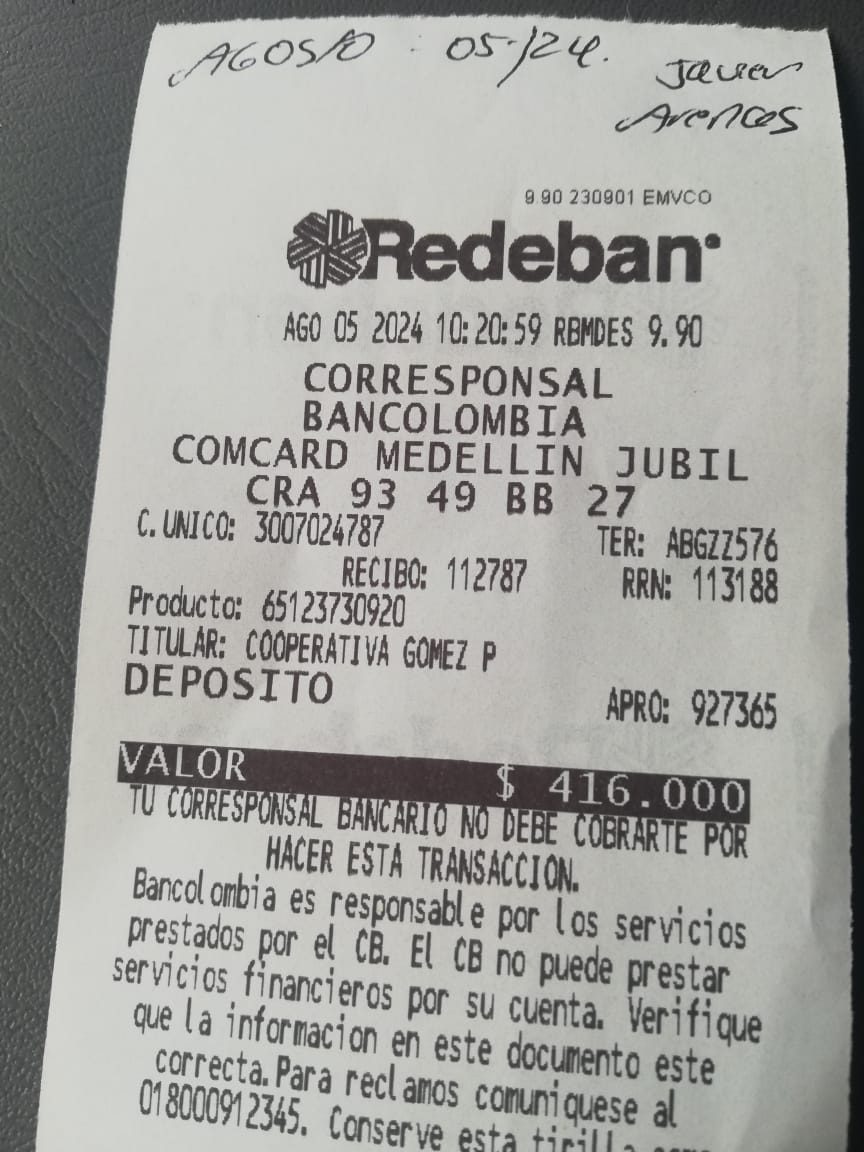 AGOSTO 05-/24. Javier
Arenas
9.90 230901 EMVCO
Redeban
AGO 05 2024 10:20:59 RBMDES 9.90
CORRESPONSAL
BANCOLOMBIA
COMCARD MEDELLIN JUBIL
CRA 93 49 BB 27
C. UNICO: 3007024787 TER: ABGZZ576
RECIBO: 112787 RRN: 113188
Producto: 65123730920
TITULAR: COOPERATIVA GOMEZ P
DEPOSITO APRO: 927365
VALOR $ 416.000
TU CORRESPONSAL BANCARIO NO DEBE COBRARTE POR
HACER ESTA TRANSACCION.
Bancolombia es responsable por los servicios
prestados por el CB. El CB no puede prestar
servicios financieros por su cuenta. Verifique
que la informacion en este documento este
correcta. Para reclamos comuniquese al
018000912345. Conserve esta tirilla